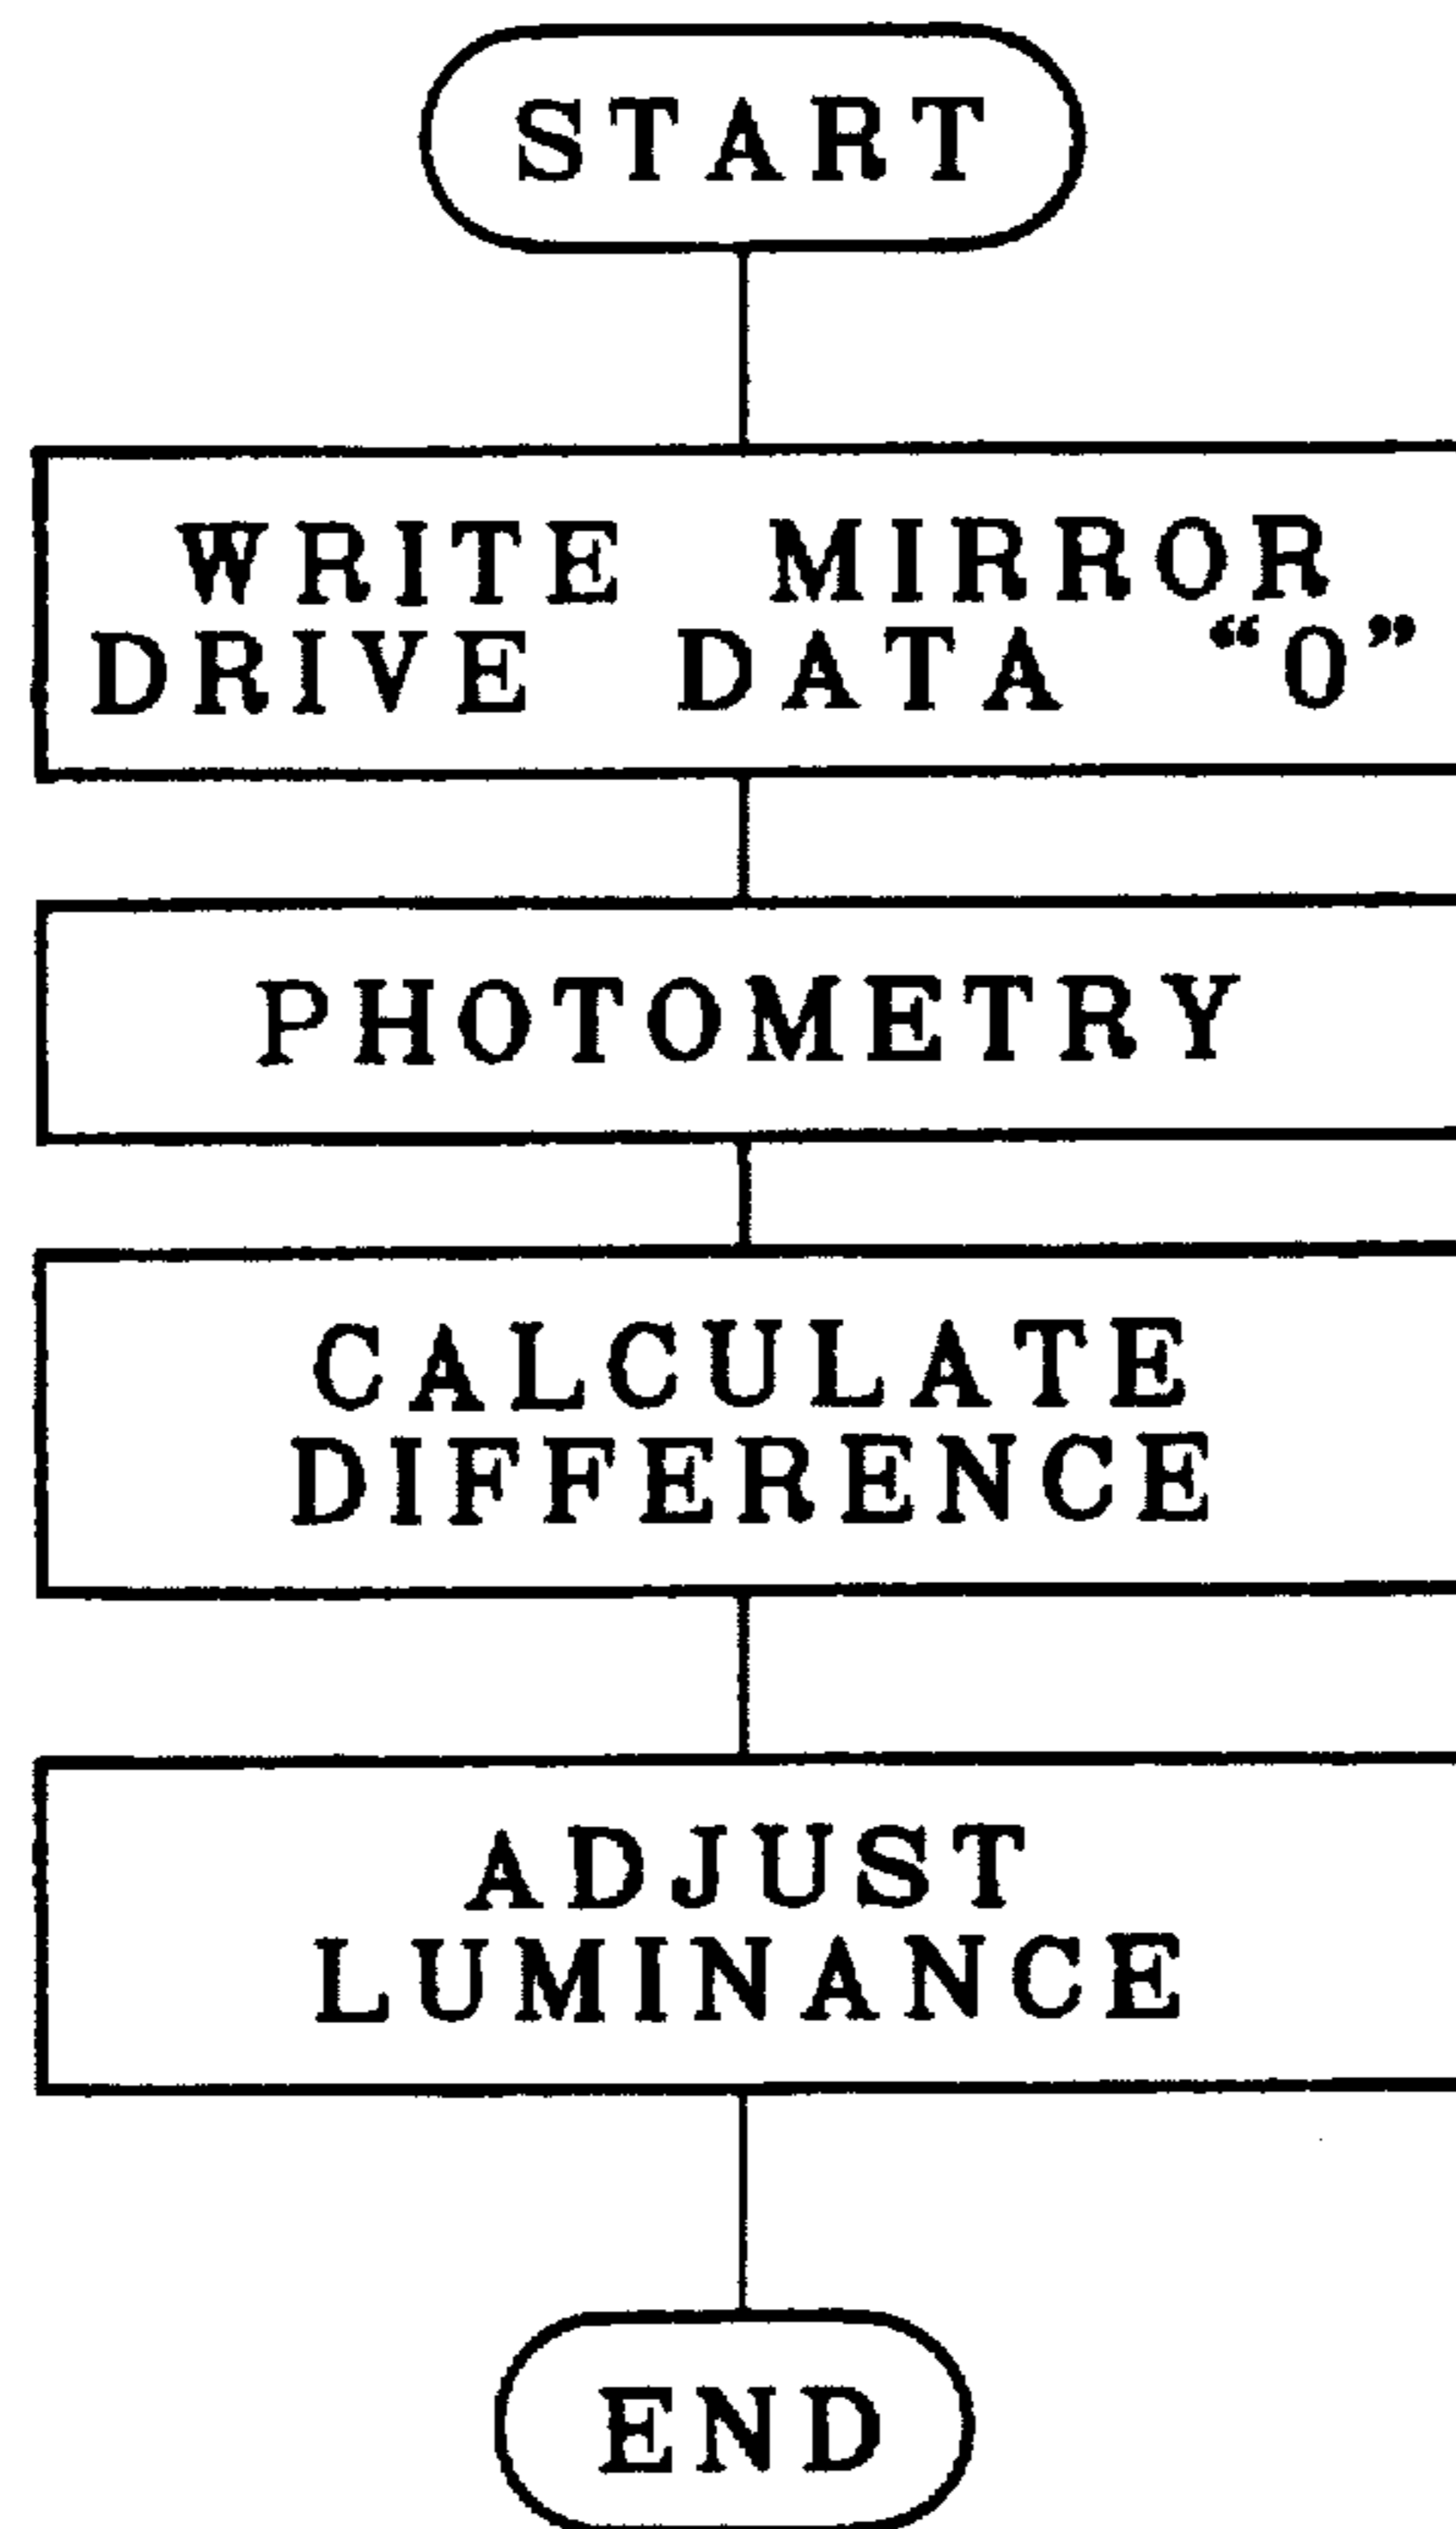 START
WRITE MIRROR
DRIVE DATA “0”
PHOTOMETRY
CALCULATE
DIFFERENCE
ADJUST
LUMINANCE
END